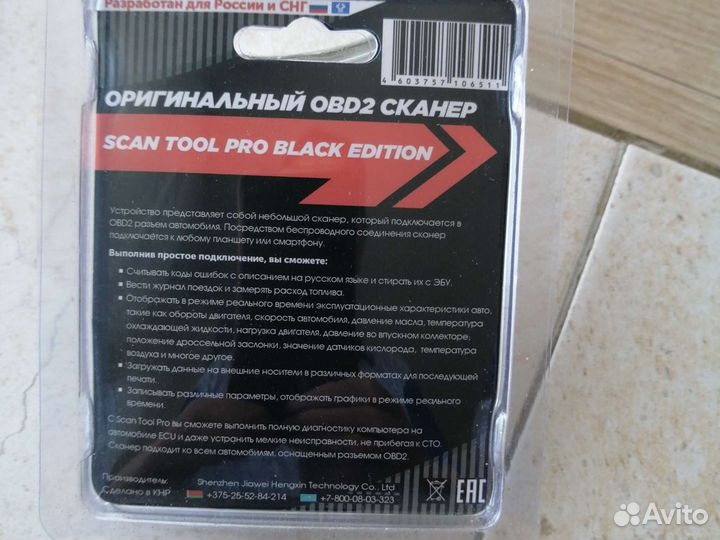 Разработан для России и СНГ
4 603757 106511
ОРИГИНАЛЬНЫЙ OBD2 СКАНЕР
SCAN TOOL PRO BLACK EDITION
Устройство представляет собой небольшой сканер, который подключается в
OBD2 разъем автомобиля. Посредством беспроводного соединения сканер
подключается к любому планшету или смартфону.
Выполнив простое подключение, вы сможете:
Считывать коды ошибок с описанием на русском языке и стирать их с ЭБУ.
Вести журнал поездок и замерять расход топлива.
Отображать в режиме реального времени эксплуатационные характеристики авто,
такие как обороты двигателя, скорость автомобиля, давление масла, температура
охлаждающей жидкости, нагрузка двигателя, давление во впускном коллекторе,
положение дроссельной заслонки, значение датчиков кислорода, температура
воздуха и многое другое.
Загружать данные на внешние носители в различных форматах для последующей
печати.
Записывать различные параметры, отображать графики в режиме реального
времени.
С Scan Tool Pro вы сможете выполнить полную диагностику компьютера на
автомобиле ECU и даже устранить мелкие неисправности, не прибегая к СТО.
Сканер подходит ко всем автомобилям, оснащенным разъемом OBD2.
Производитель: Shenzhen Jiawei Hengxin Technology Co., Ltd
Сделано в КНР +375-25-52-84-214 +7-800-08-03-323
EAC
Avito